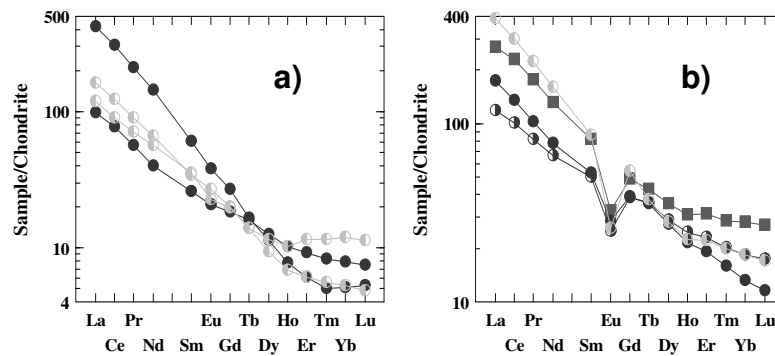 500
100
10
4
Sample/Chondrite
a)
La Pr Eu Tb Ho Tm Lu
Ce Nd Sm Gd Dy Er Yb
400
100
10
Sample/Chondrite
b)
La Pr Eu Tb Ho Tm Lu
Ce Nd Sm Gd Dy Er Yb